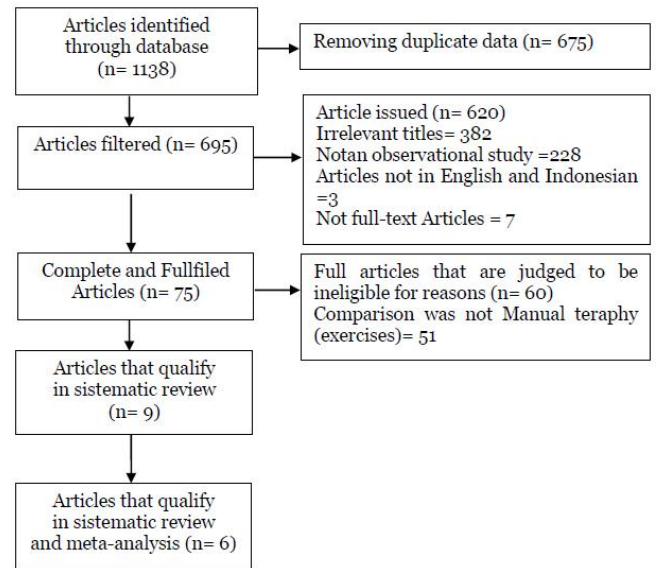 Articles identified
through database
(n= 1138)
Removing duplicate data (n= 675)
Articles filtered (n= 695)
Article issued (n= 620)
Irrelevant titles= 382
Notan observational study =228
Articles not in English and Indonesian
=3
Not full-text Articles = 7
Complete and Fullfiled
Articles (n= 75)
Full articles that are judged to be
ineligible for reasons (n= 60)
Comparison was not Manual teraphy
(exercises)= 51
Articles that qualify
in sistematic review
(n= 9)
Articles that qualify
in sistematic review
and meta-analysis (n= 6)